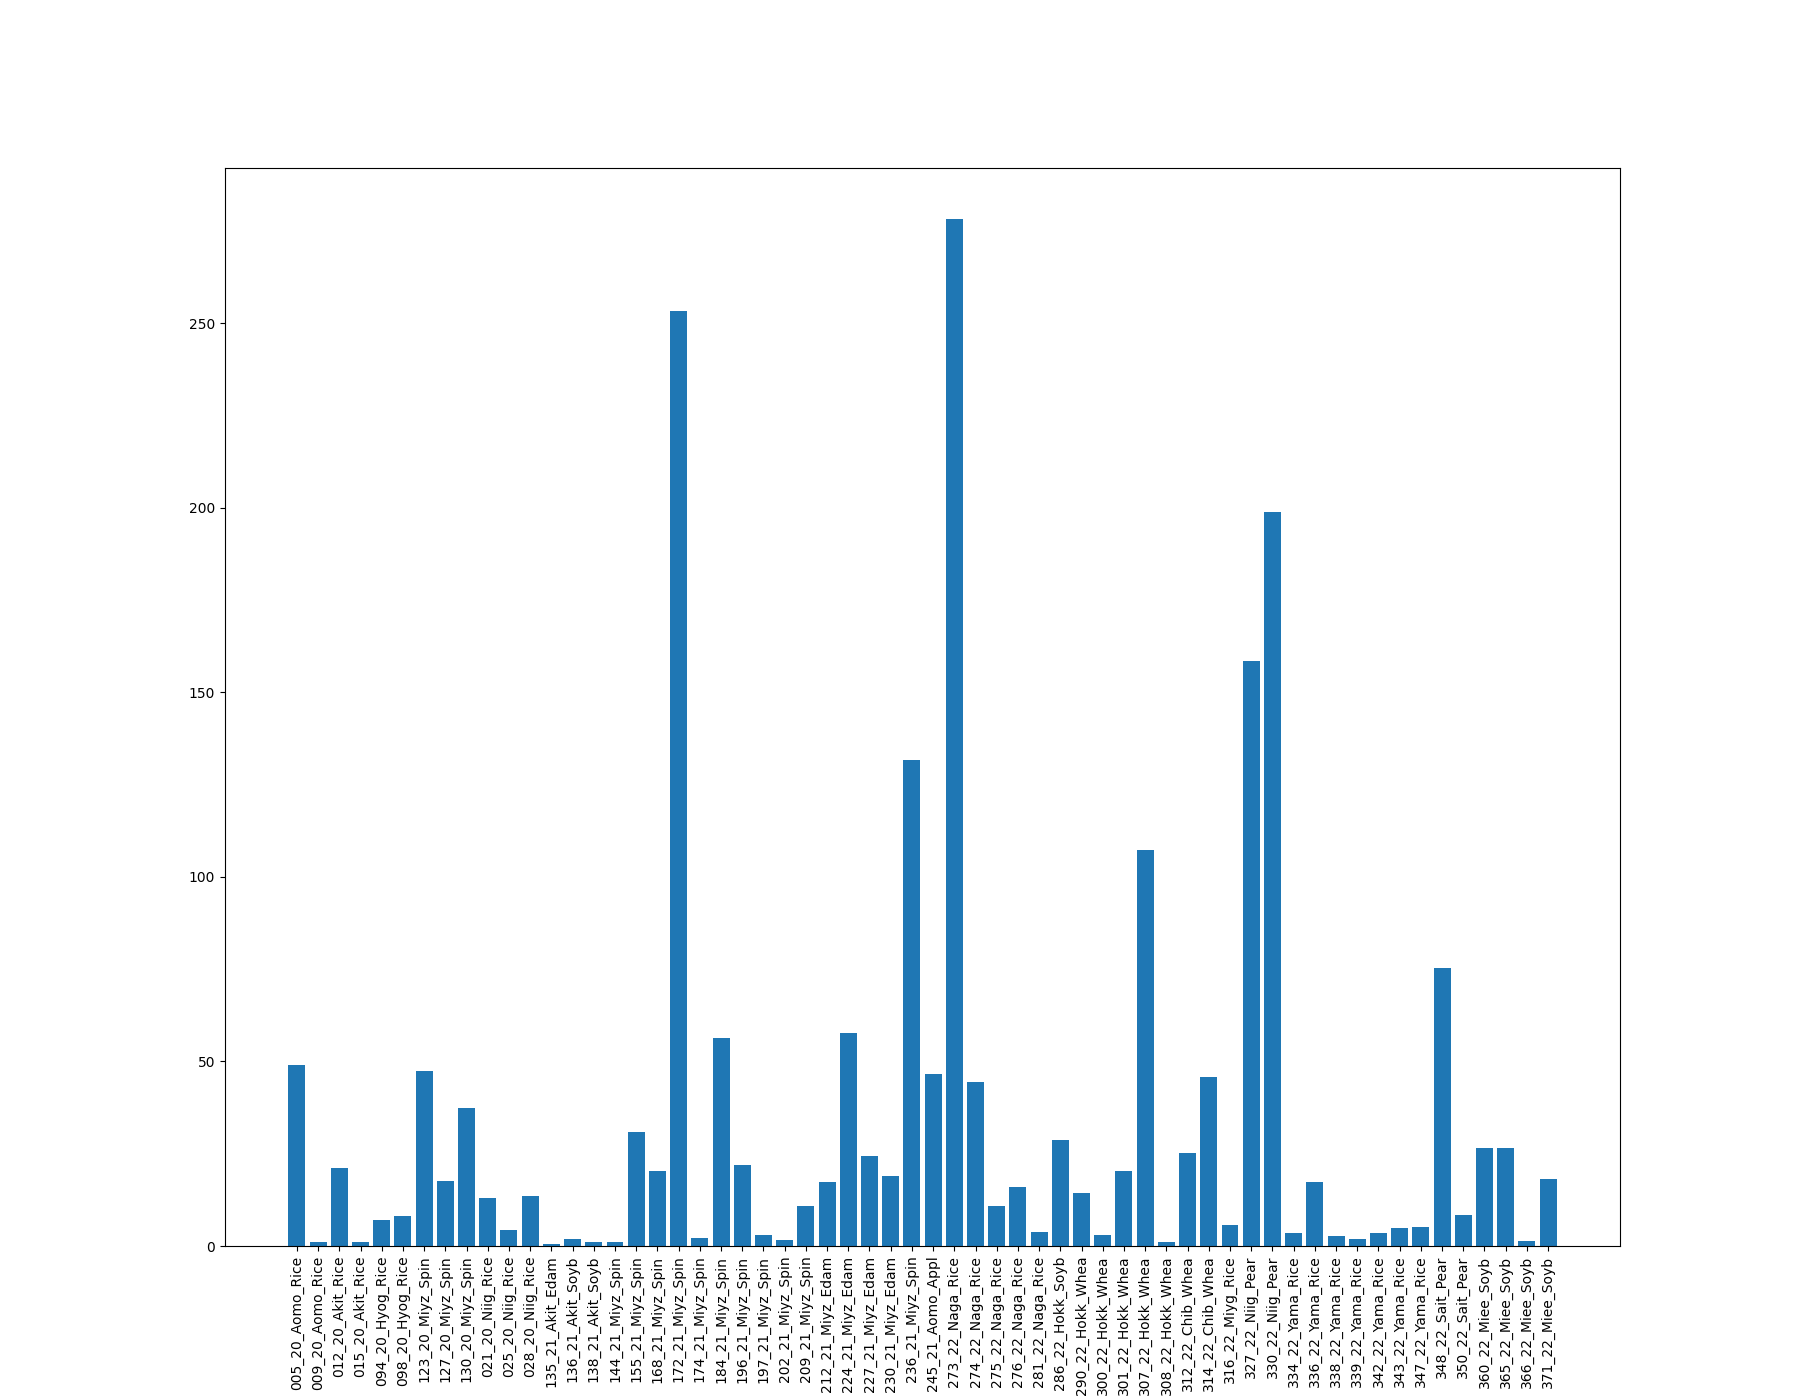 250
200
150
100
50
0
005_20_Aomo_Rice
009_20_Aomo_Rice
012_20_Akit_Rice
015_20_Akit_Rice
094_20_Hyog_Rice
098_20_Hyog_Rice
123_20_Miyz_Spin
127_20_Miyz_Spin
130_20_Miyz_Spin
021_20_Niig_Rice
025_20_Niig_Rice
028_20_Niig_Rice
135_21_Akit_Edam
136_21_Akit_Soyb
138_21_Akit_Soyb
144_21_Miyz_Spin
155_21_Miyz_Spin
168_21_Miyz_Spin
172_21_Miyz_Spin
174_21_Miyz_Spin
184_21_Miyz_Spin
196_21_Miyz_Spin
197_21_Miyz_Spin
202_21_Miyz_Spin
209_21_Miyz_Spin
212_21_Miyz_Edam
224_21_Miyz_Edam
227_21_Miyz_Edam
230_21_Miyz_Edam
236_21_Miyz_Spin
245_21_Aomo_Appl
273_22_Naga_Rice
274_22_Naga_Rice
275_22_Naga_Rice
276_22_Naga_Rice
281_22_Naga_Rice
286_22_Hokk_Soyb
290_22_Hokk_Whea
300_22_Hokk_Whea
301_22_Hokk_Whea
307_22_Hokk_Whea
308_22_Hokk_Whea
312_22_Chib_Whea
314_22_Chib_Whea
316_22_Miyg_Rice
327_22_Niig_Pear
330_22_Niig_Pear
334_22_Yama_Rice
336_22_Yama_Rice
338_22_Yama_Rice
339_22_Yama_Rice
342_22_Yama_Rice
343_22_Yama_Rice
347_22_Yama_Rice
348_22_Sait_Pear
350_22_Sait_Pear
360_22_Miee_Soyb
365_22_Miee_Soyb
366_22_Miee_Soyb
371_22_Miee_Soyb